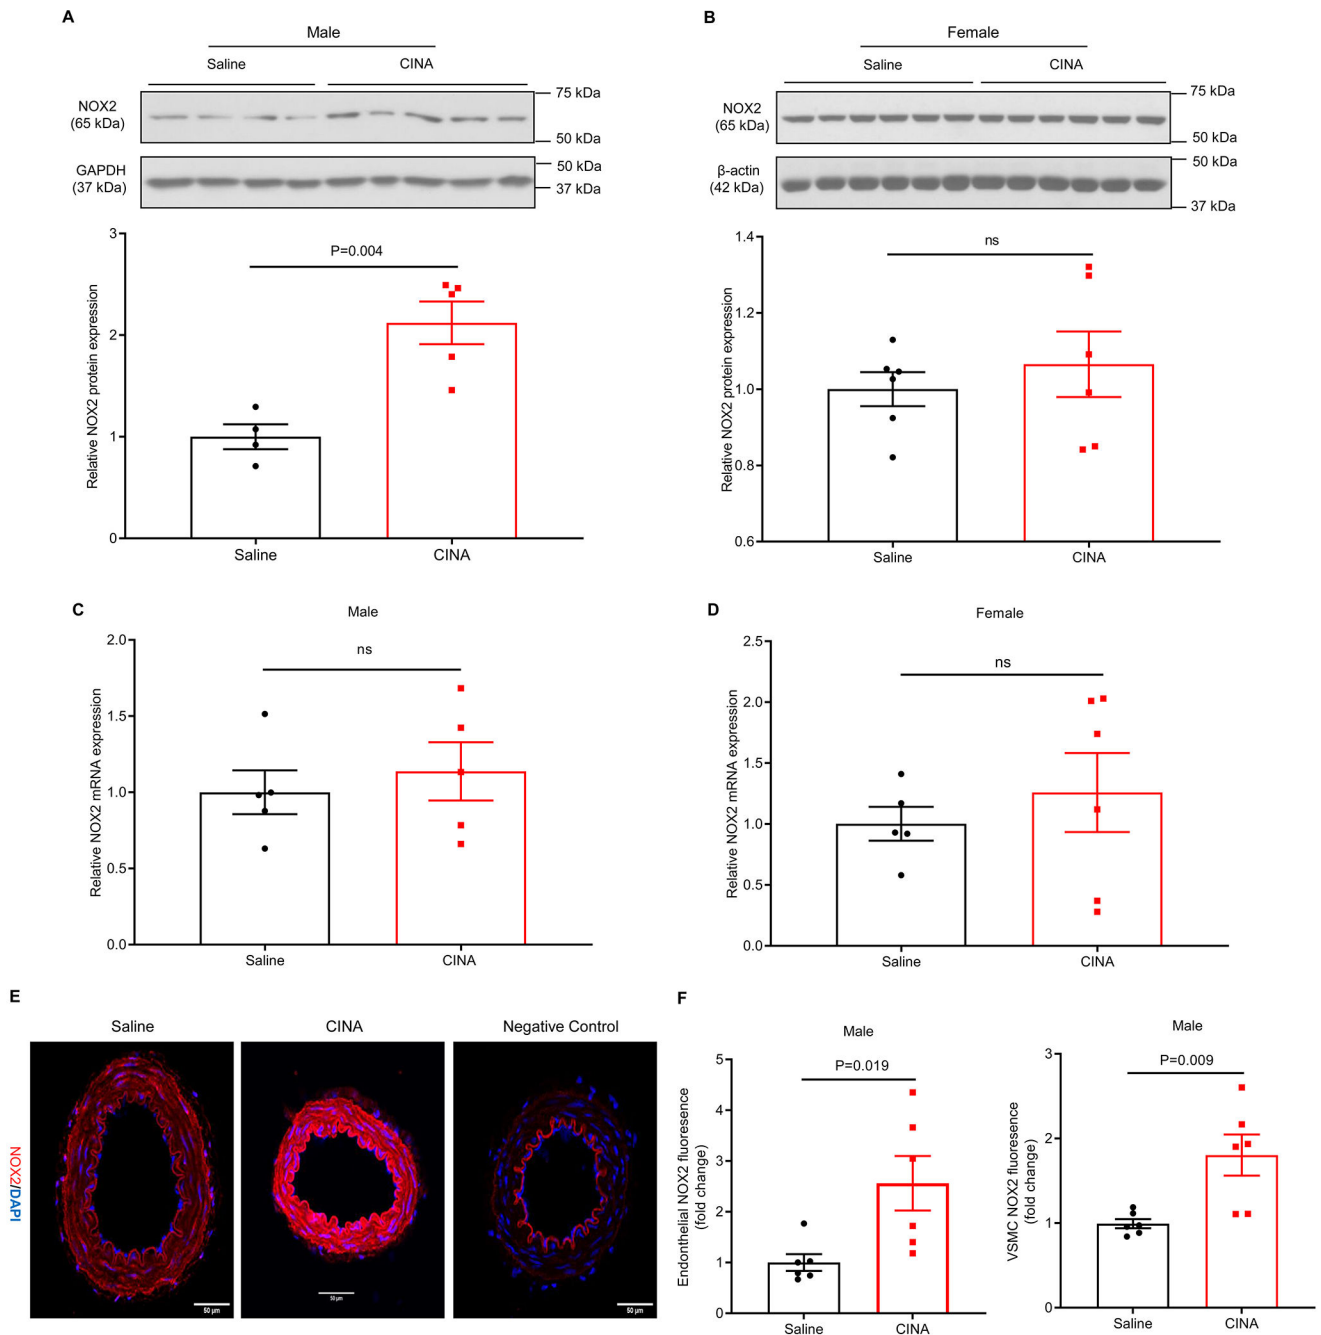 A
Male
Saline
CINA
NOX2
(65 kDa)
75 kDa
50 kDa
GAPDH
(37 kDa)
50 kDa
37 kDa
3
2
1
0
Relative NOX2 protein expression
P=0.004
Saline
CINA
B
Female
Saline
CINA
NOX2
(65 kDa)
75 kDa
50 kDa
β-actin
(42 kDa)
50 kDa
37 kDa
1.4
1.2
1.0
0.8
0.6
Relative NOX2 protein expression
ns
Saline
CINA
C
Male
2.0
1.5
1.0
0.5
0.0
Relative NOX2 mRNA expression
ns
Saline
CINA
D
Female
2.5
2.0
1.5
1.0
0.5
0.0
Relative NOX2 mRNA expression
ns
Saline
CINA
E
Saline
CINA
Negative Control
NOX2/DAPI
50 µm
50 µm
50 µm
F
Male
5
4
3
2
1
0
Endonthelial NOX2 fluoresence
(fold change)
P=0.019
Saline
CINA
Male
3
2
1
0
VSMC NOX2 fluoresence
(fold change)
P=0.009
Saline
CINA